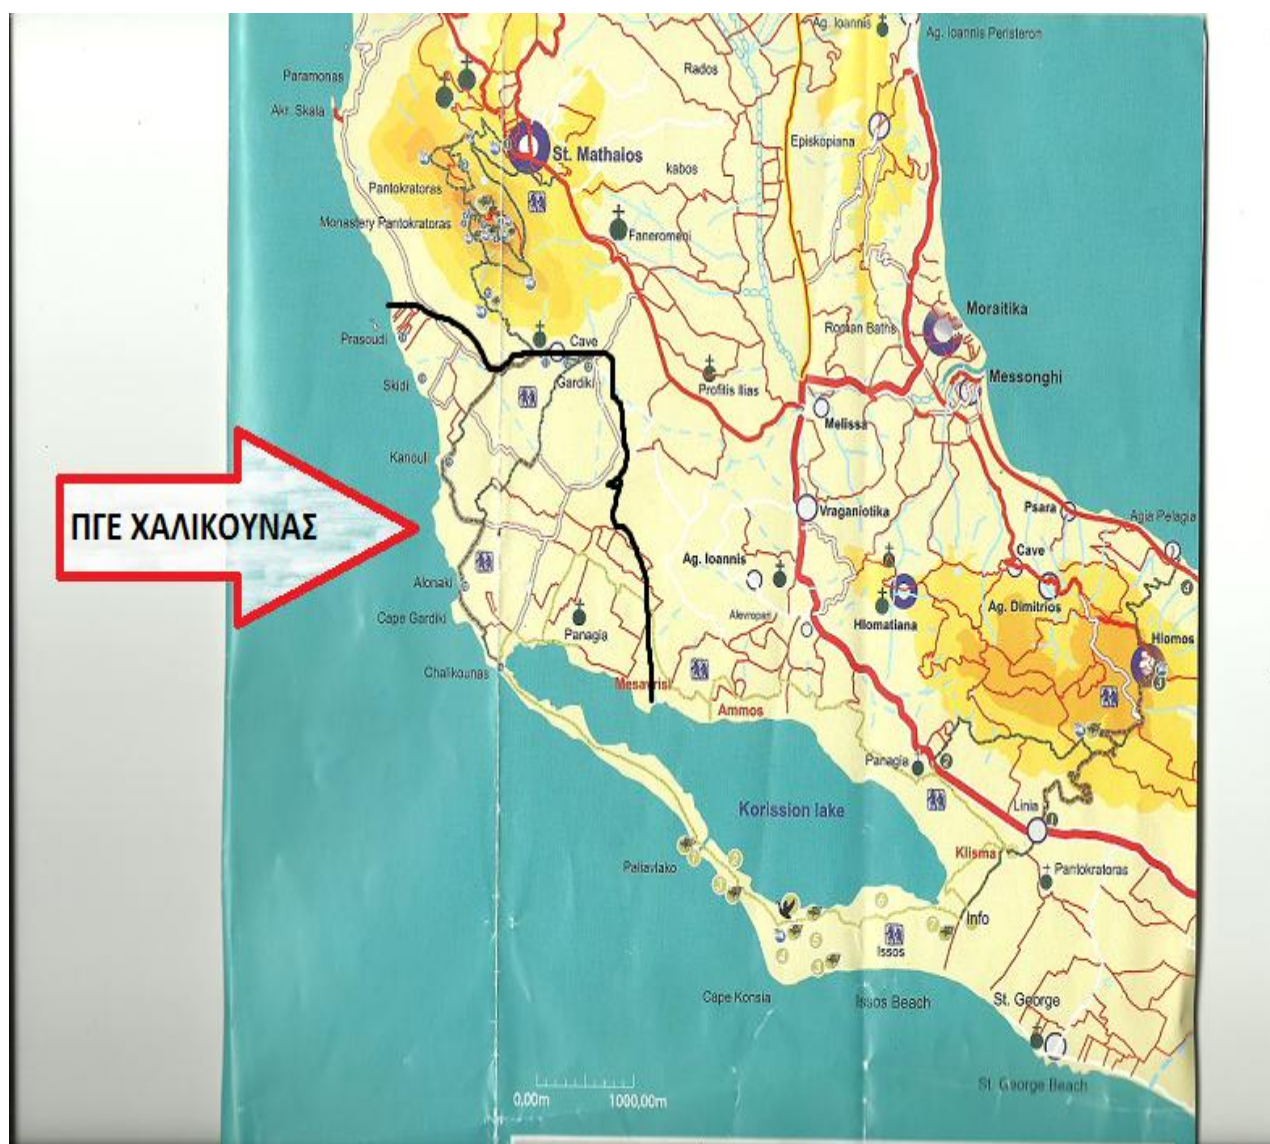 Ag. Ioannis
Ag. Ioannis Peristeron
Paramonas
Rados
Akr. Skala
Episkopiana
St. Mathaios
kabos
Pantokratoras
Monastery Pantokratoras
Faneromeni
Moraitika
Roman Baths
Prasoudi
Cave
Messonghi
Skidi
Gardiki
Profitis Ilias
Melissa
Kanouli
ΠΓΕ ΧΑΛΙΚΟΥΝΑΣ
Vraganiotika
Psara
Agia Pelagia
Cave
Ag. Ioannis
Alonaki
Ag. Dimitrios
Cape Gardiki
Alevropari
Hlomatiana
Hlomos
Panagia
Chalikounas
Mesavrisi
Ammos
Panagia
Korission lake
Linia
Klisma
Paliavlako
Pantokratoras
Info
Issos
Cape Konsia
Issos Beach
St. George
St. George Beach
0,00m
1000,00m